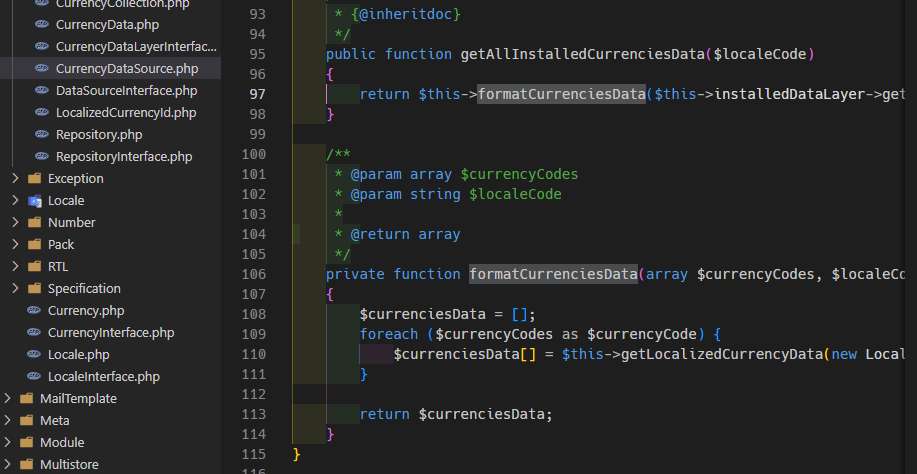 CurrencyCollection.php
CurrencyData.php
CurrencyDataLayerInterfac...
CurrencyDataSource.php
DataSourceInterface.php
LocalizedCurrencyId.php
Repository.php
RepositoryInterface.php
Exception
Locale
Number
Pack
RTL
Specification
Currency.php
CurrencyInterface.php
Locale.php
LocaleInterface.php
MailTemplate
Meta
Module
Multistore
93 * {@inheritdoc}
94 */
95 public function getAllInstalledCurrenciesData($localeCode)
96 {
97 return $this->formatCurrenciesData($this->installedDataLayer->get
98 }
99
100 /**
101 * @param array $currencyCodes
102 * @param string $localeCode
103 *
104 * @return array
105 */
106 private function formatCurrenciesData(array $currencyCodes, $localeCo
107 {
108 $currenciesData = [];
109 foreach ($currencyCodes as $currencyCode) {
110 $currenciesData[] = $this->getLocalizedCurrencyData(new Local
111 }
112
113 return $currenciesData;
114 }
115 }
116